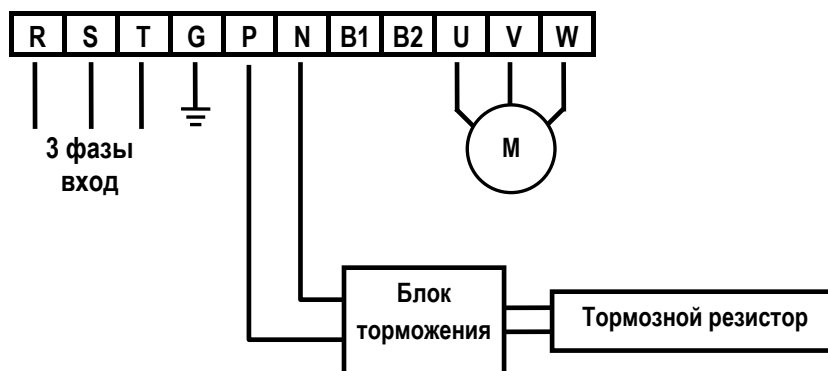 R S T G P N B1 B2 U V W
3 фазы
вход
M
Блок
торможения
Тормозной резистор